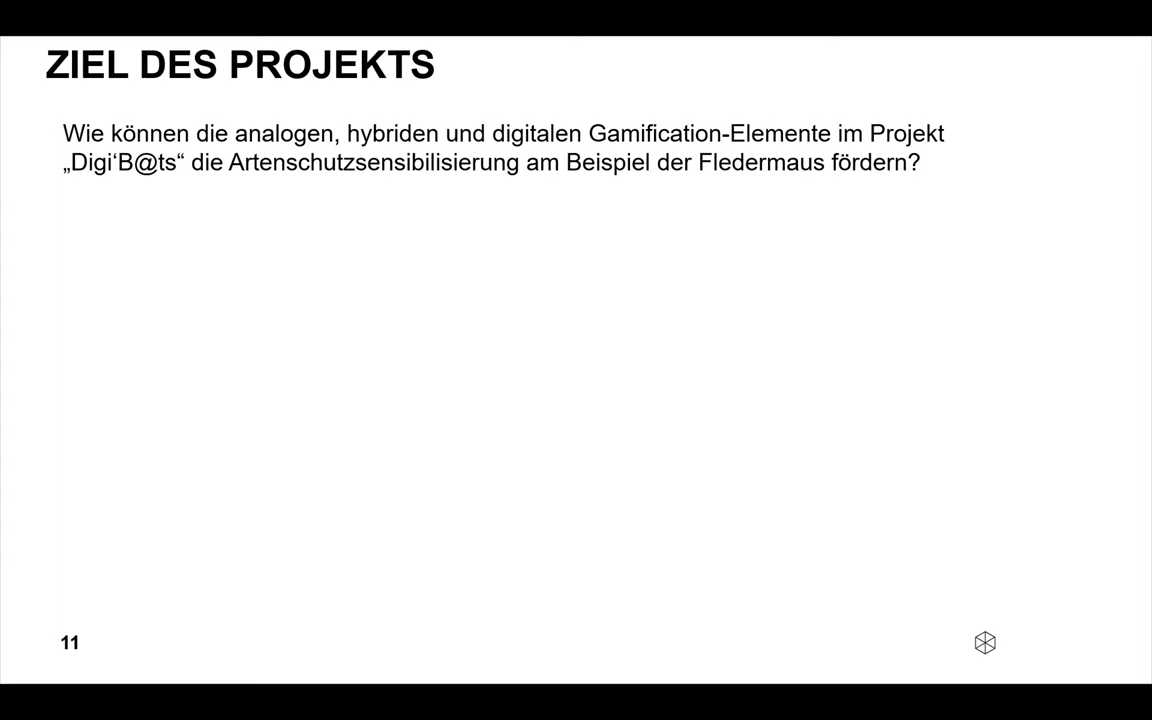 ZIEL DES PROJEKTS
Wie können die analogen, hybriden und digitalen Gamification-Elemente im Projekt
„Digi‘B@ts“ die Artenschutzsensibilisierung am Beispiel der Fledermaus fördern?
11